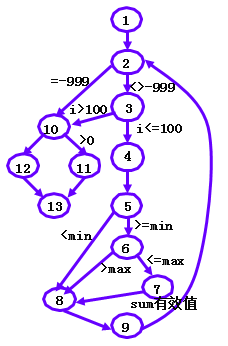 1
2
=-999
<>-999
i>100
3
10
i<=100
>0
4
12
11
13
5
<min
>=min
6
>max
<=max
7
sum有效值
8
9